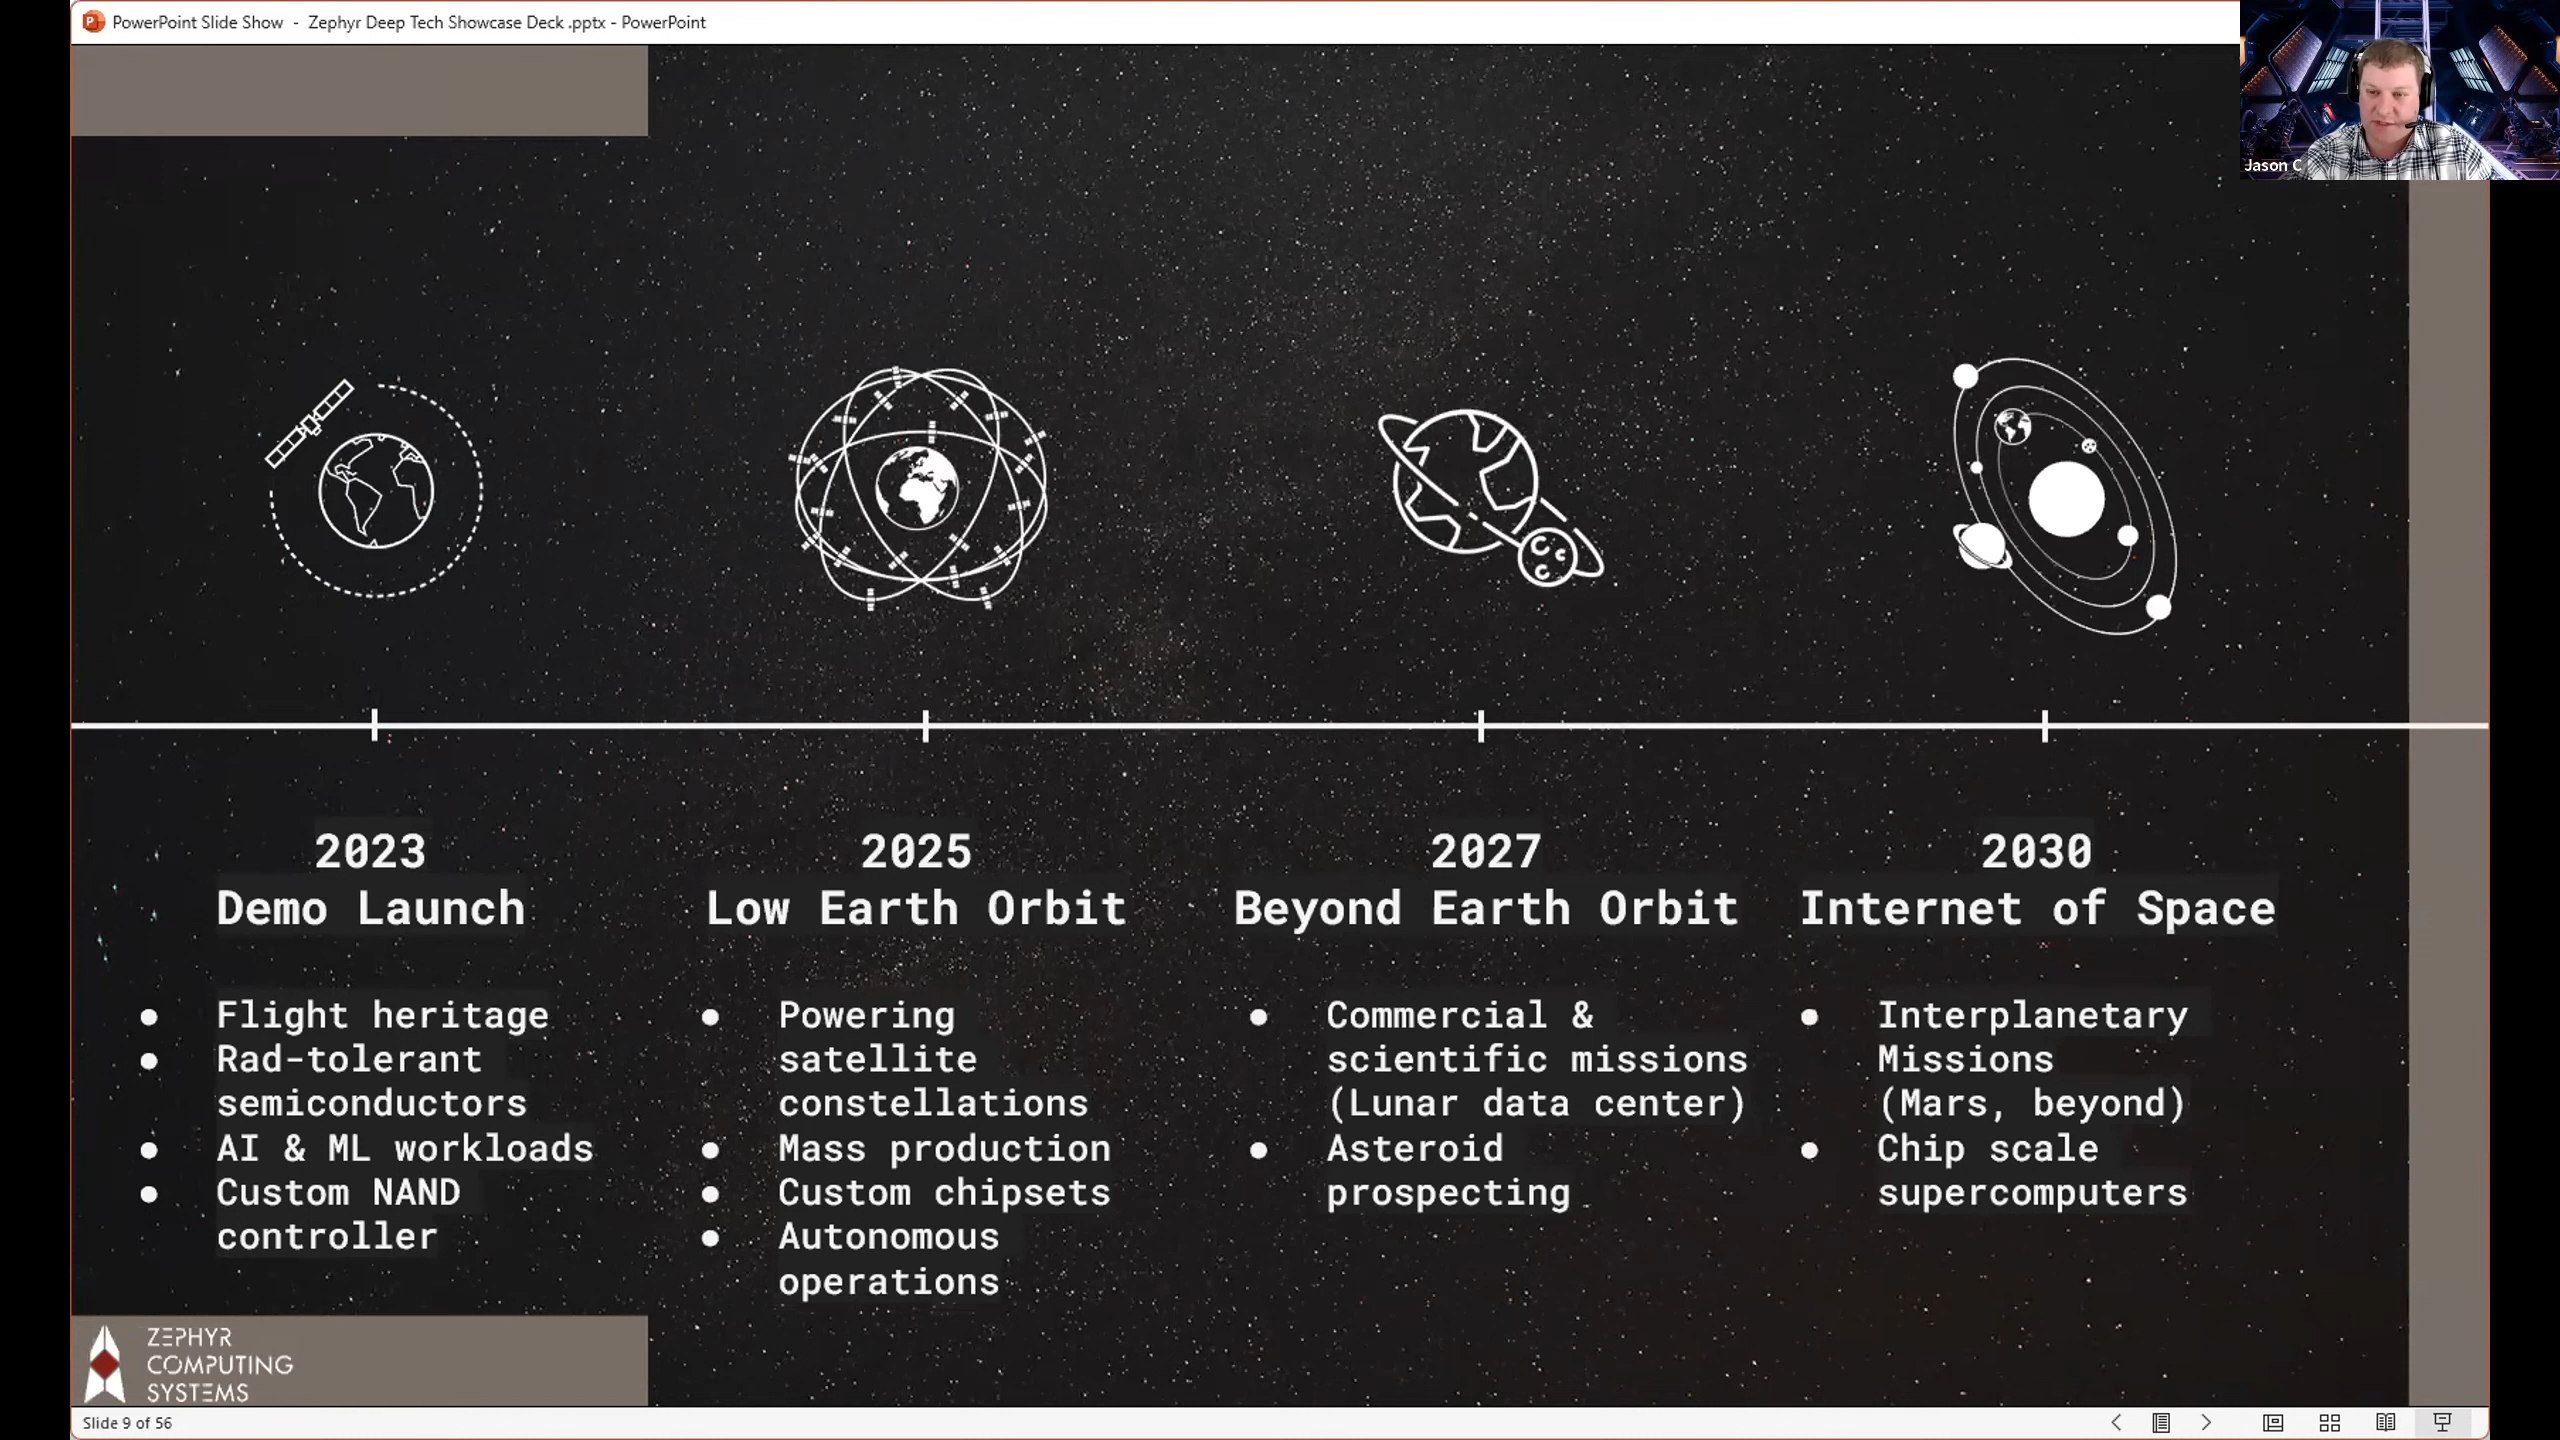 PowerPoint Slide Show - Zephyr Deep Tech Showcase Deck .pptx - PowerPoint
Jason C
2023
Demo Launch
● Flight heritage
● Rad-tolerant
semiconductors
● AI & ML workloads
● Custom NAND
controller
2025
Low Earth Orbit
● Powering
satellite
constellations
● Mass production
● Custom chipsets
● Autonomous
operations
2027
Beyond Earth Orbit
● Commercial &
scientific missions
(Lunar data center)
● Asteroid
prospecting
2030
Internet of Space
● Interplanetary
Missions
(Mars, beyond)
● Chip scale
supercomputers
ZEPHYR
COMPUTING
SYSTEMS
Slide 9 of 56